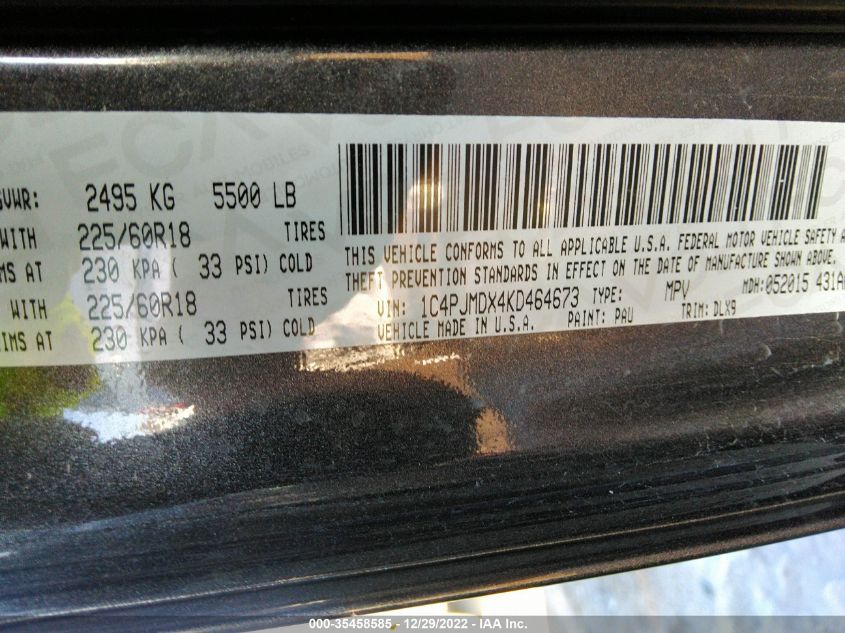 GVWR: 2495 KG 5500 LB
WITH 225/60R18 TIRES
IMS AT 230 KPA ( 33 PSI) COLD
WITH 225/60R18 TIRES
IMS AT 230 KPA ( 33 PSI) COLD
THIS VEHICLE CONFORMS TO ALL APPLICABLE U.S.A. FEDERAL MOTOR VEHICLE SAFETY A
THEFT PREVENTION STANDARDS IN EFFECT ON THE DATE OF MANUFACTURE SHOWN ABOVE.
VIN: 1C4PJMDX4KD464673 TYPE: MPV MDH:052015 431A
VEHICLE MADE IN U.S.A. PAINT: PAU TRIM: DLX9
000-35458585 - 12/29/2022 - IAA Inc.